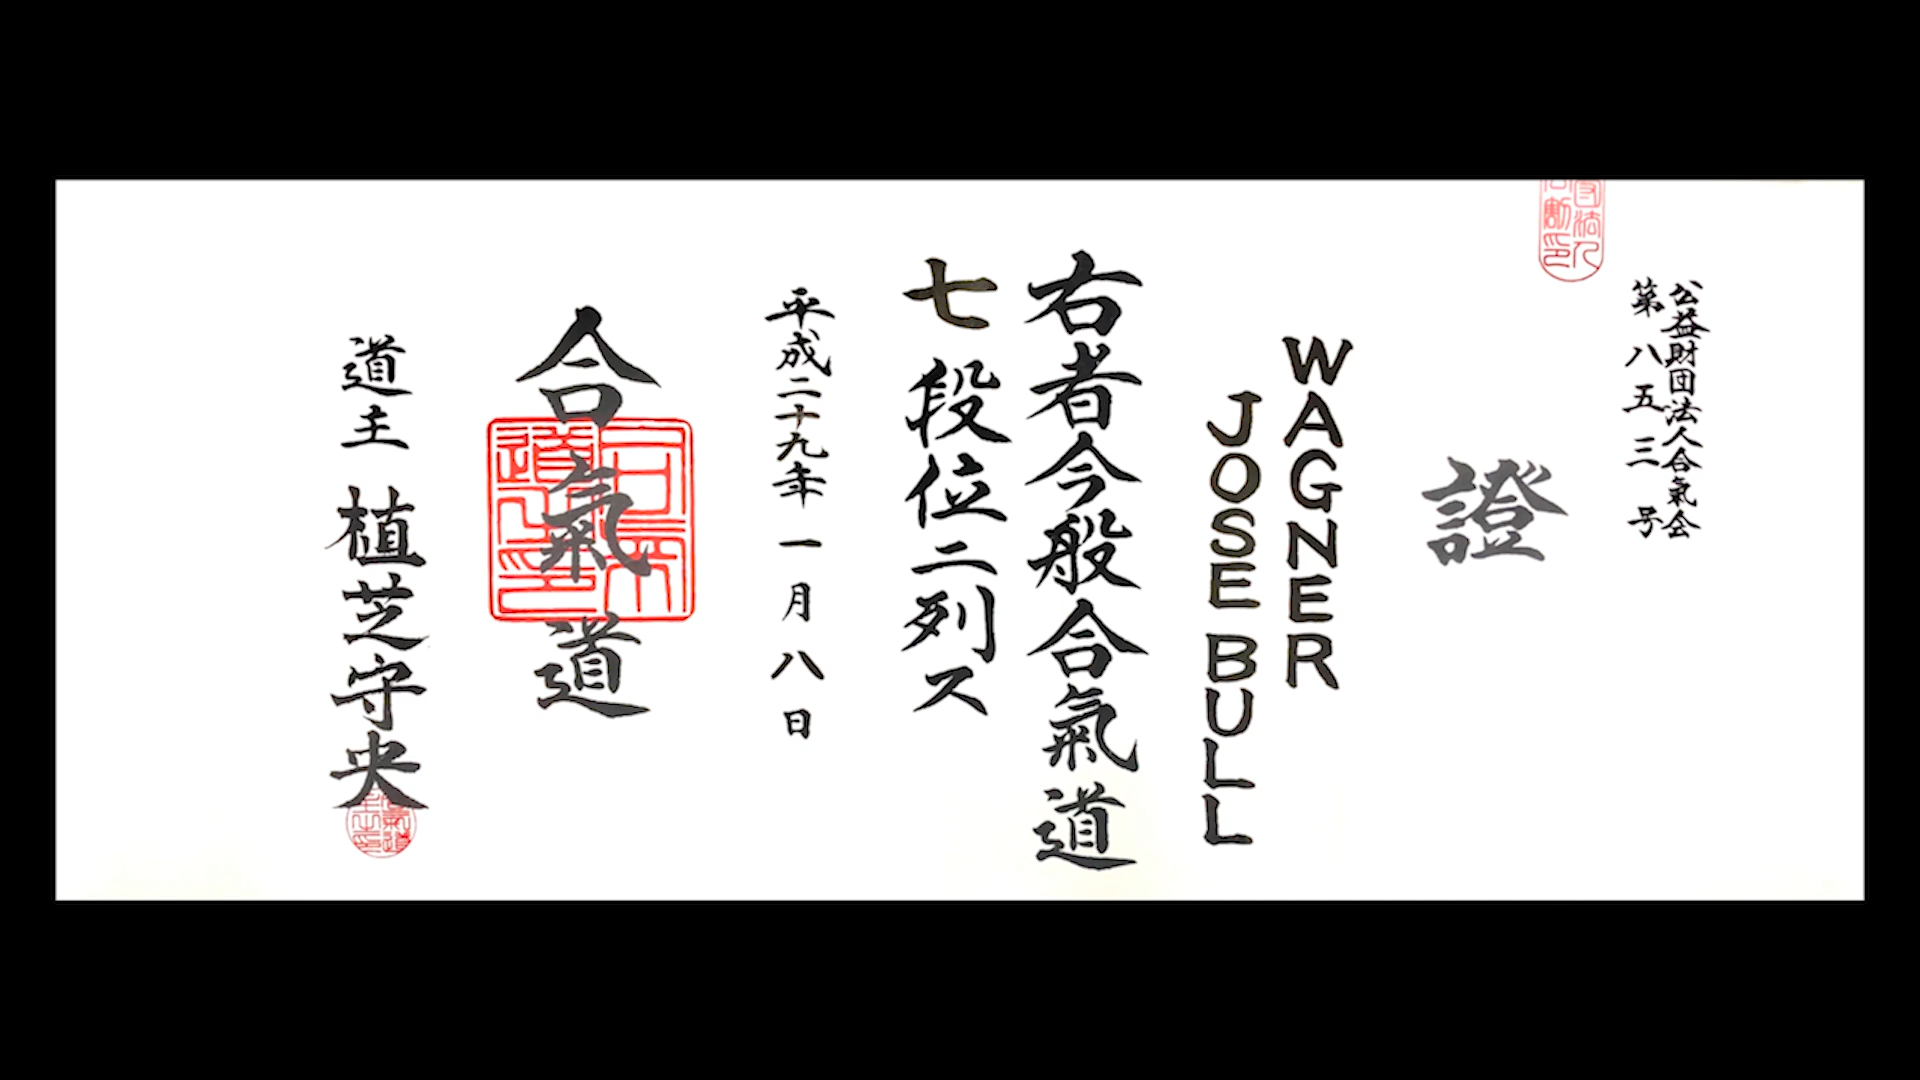 公益財団法人合氣会
第八五三号
證
WAGNER
JOSE BULL
右者今般合氣道
七段位ニ列ス
平成二十九年一月八日
合氣道
道主 植芝守央